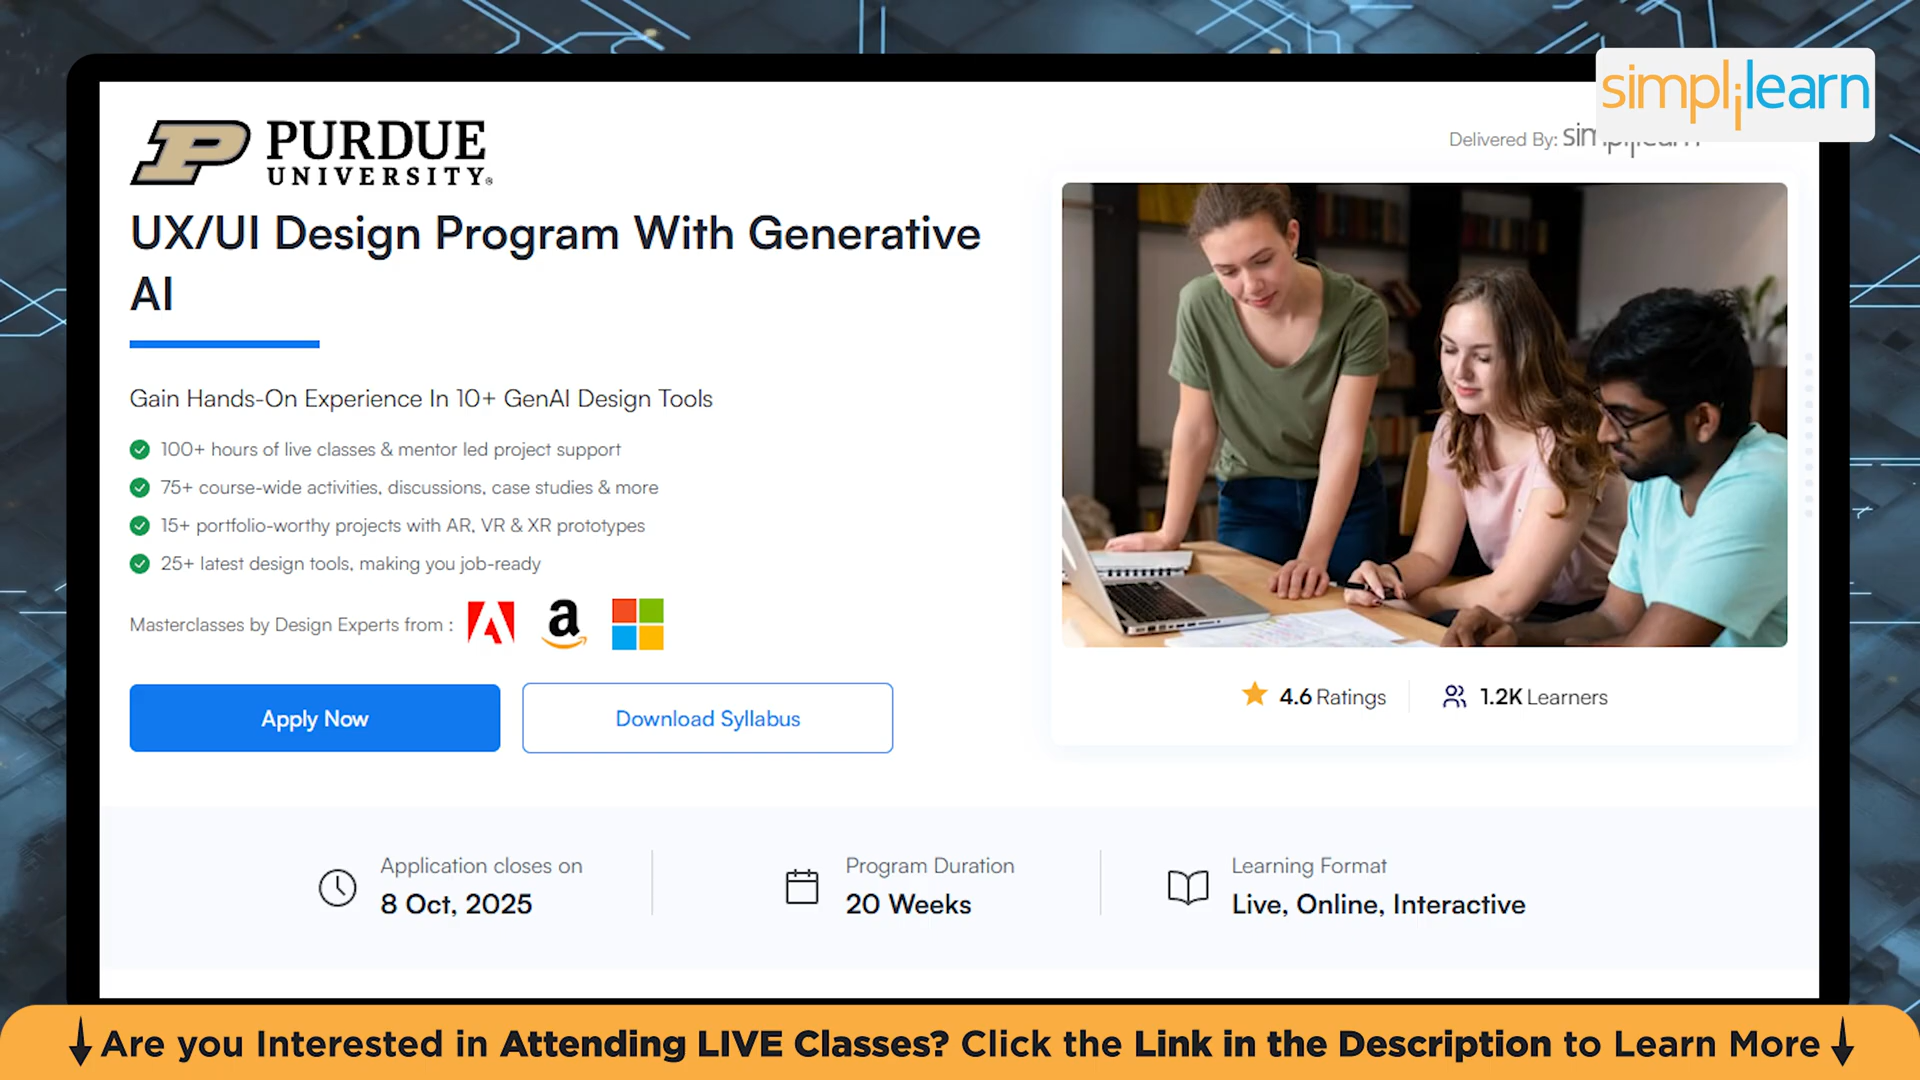 simplilearn
PURDUE
UNIVERSITY®
Delivered By: simplilearn
UX/UI Design Program With Generative
AI
Gain Hands-On Experience In 10+ GenAI Design Tools
100+ hours of live classes & mentor led project support
75+ course-wide activities, discussions, case studies & more
15+ portfolio-worthy projects with AR, VR & XR prototypes
25+ latest design tools, making you job-ready
Masterclasses by Design Experts from :
Apply Now
Download Syllabus
4.6 Ratings
1.2K Learners
Application closes on
8 Oct, 2025
Program Duration
20 Weeks
Learning Format
Live, Online, Interactive
Are you Interested in Attending LIVE Classes? Click the Link in the Description to Learn More